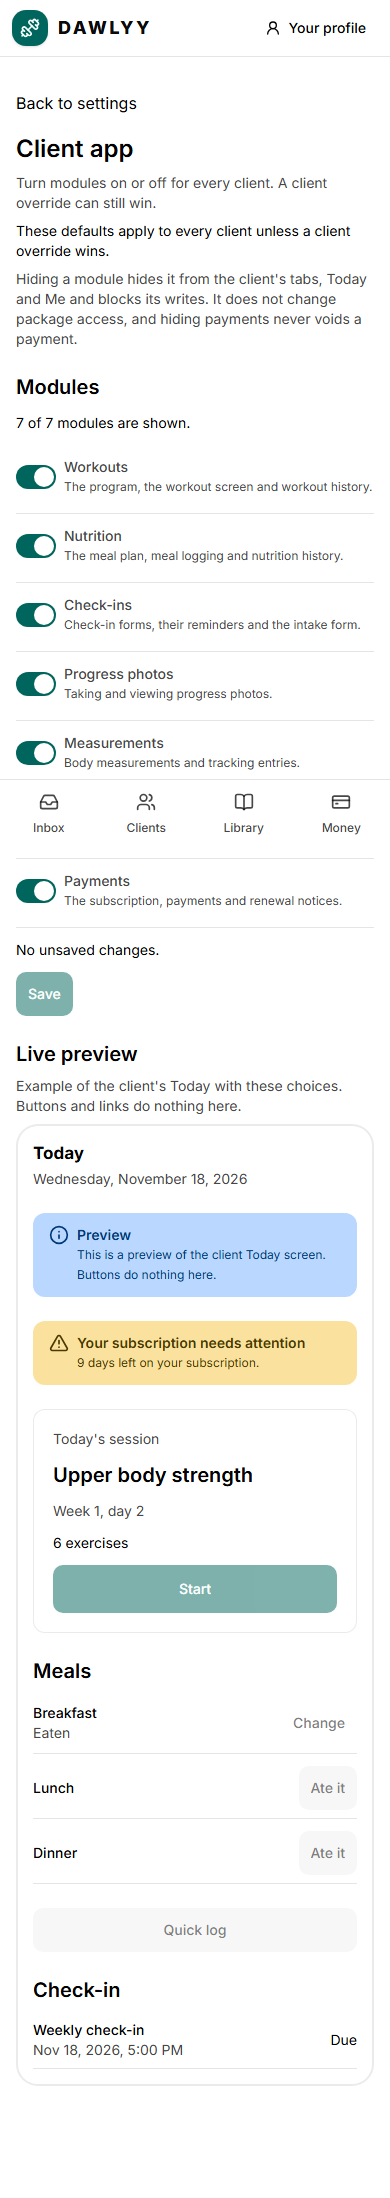 DAWLYY
Your profile
Back to settings
Client app
Turn modules on or off for every client. A client
override can still win.
These defaults apply to every client unless a client
override wins.
Hiding a module hides it from the client's tabs, Today
and Me and blocks its writes. It does not change
package access, and hiding payments never voids a
payment.
Modules
7 of 7 modules are shown.
Workouts
The program, the workout screen and workout history.
Nutrition
The meal plan, meal logging and nutrition history.
Check-ins
Check-in forms, their reminders and the intake form.
Progress photos
Taking and viewing progress photos.
Measurements
Body measurements and tracking entries.
Inbox
Clients
Library
Money
Payments
The subscription, payments and renewal notices.
No unsaved changes.
Save
Live preview
Example of the client's Today with these choices.
Buttons and links do nothing here.
Today
Wednesday, November 18, 2026
Preview
This is a preview of the client Today screen.
Buttons do nothing here.
Your subscription needs attention
9 days left on your subscription.
Today's session
Upper body strength
Week 1, day 2
6 exercises
Start
Meals
Breakfast
Eaten
Change
Lunch
Ate it
Dinner
Ate it
Quick log
Check-in
Weekly check-in
Nov 18, 2026, 5:00 PM
Due